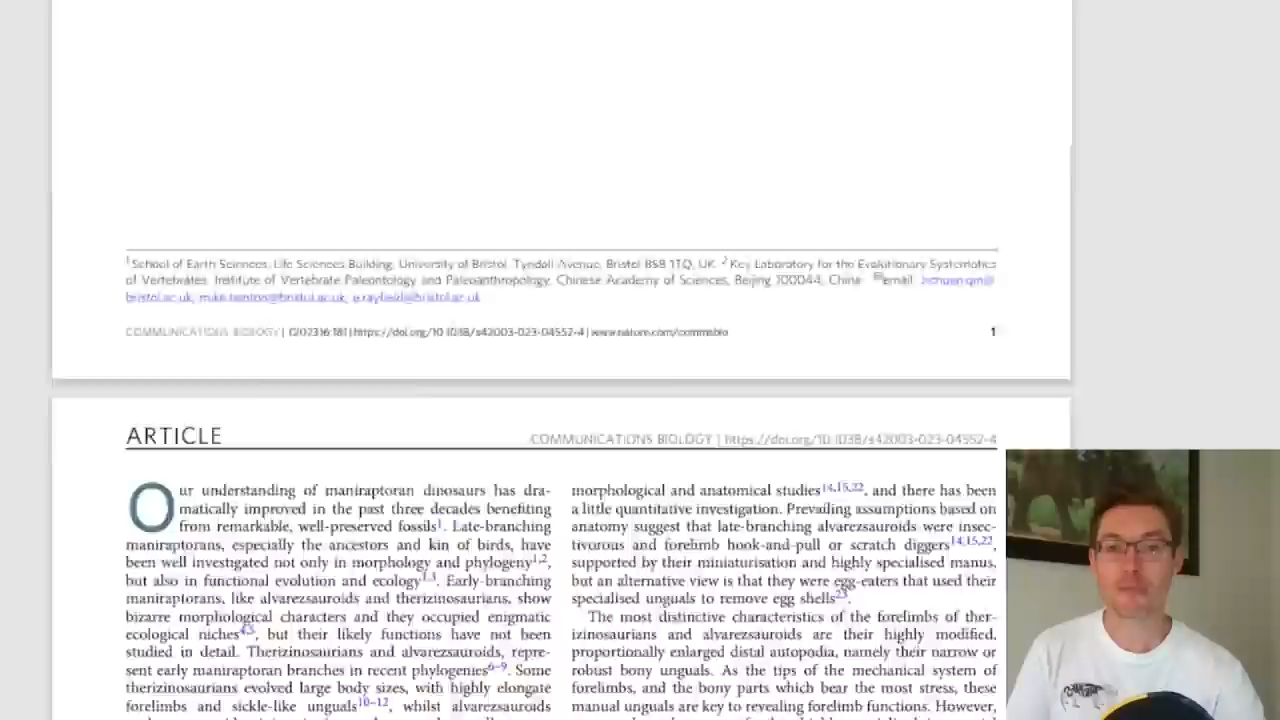 1 School of Earth Sciences, Life Sciences Building, University of Bristol, Tyndall Avenue, Bristol BS8 1TQ, UK. 2 Key Laboratory for the Evolutionary Systematics
of Vertebrates, Institute of Vertebrate Paleontology and Paleoanthropology, Chinese Academy of Sciences, Beijing 100044, China. email:
bristol.ac.uk; mike.benton@bristol.ac.uk; e.rayfield@bristol.ac.uk
COMMUNICATIONS BIOLOGY | (2023)6:181 | https://doi.org/10.1038/s42003-023-04552-4 | www.nature.com/commsbio
1
ARTICLE
COMMUNICATIONS BIOLOGY | https://doi.org/10.1038/s42003-023-04552-4
Our understanding of maniraptoran dinosaurs has dra-
matically improved in the past three decades benefiting
from remarkable, well-preserved fossils1. Late-branching
maniraptorans, especially the ancestors and kin of birds, have
been well investigated not only in morphology and phylogeny1,2,
but also in functional evolution and ecology1,3. Early-branching
maniraptorans, like alvarezsauroids and therizinosaurians, show
bizarre morphological characters and they occupied enigmatic
ecological niches4,5, but their likely functions have not been
studied in detail. Therizinosaurians and alvarezsauroids, repre-
sent early maniraptoran branches in recent phylogenies6–9. Some
therizinosaurians evolved large body sizes, with highly elongate
forelimbs and sickle-like unguals10–12, whilst alvarezsauroids
morphological and anatomical studies14,15,22, and there has been
a little quantitative investigation. Prevailing assumptions based on
anatomy suggest that late-branching alvarezsauroids were insec-
tivorous and forelimb hook-and-pull or scratch diggers14,15,22,
supported by their miniaturisation and highly specialised manus,
but an alternative view is that they were egg-eaters that used their
specialised unguals to remove egg shells23.
The most distinctive characteristics of the forelimbs of ther-
izinosaurians and alvarezsauroids are their highly modified,
proportionally enlarged distal autopodia, namely their narrow or
robust bony unguals. As the tips of the mechanical system of
forelimbs, and the bony parts which bear the most stress, these
manual unguals are key to revealing forelimb functions. However,